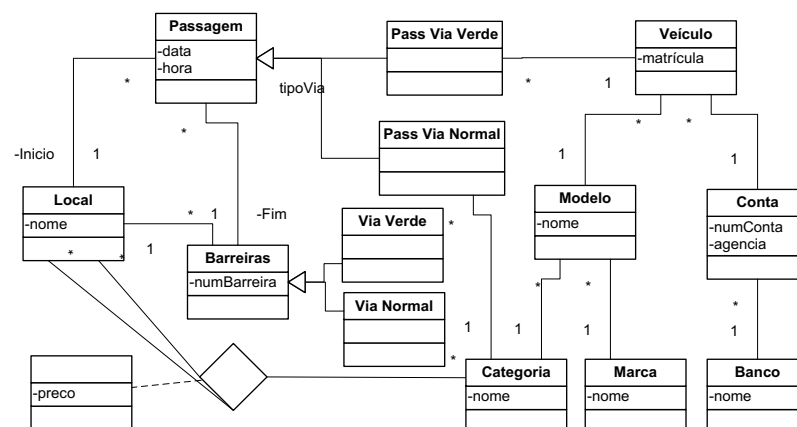 Passagem
-data
-hora
Pass Via Verde
Veículo
-matrícula
tipoVia
*
*
1
*
Pass Via Normal
*
*
-Inicio
1
1
1
Local
-nome
Modelo
-nome
Conta
-numConta
-agencia
*
1
-Fim
Via Verde
*
*
*
1
Barreiras
-numBarreira
*
*
*
Via Normal
1
1
1
1
*
Categoria
-nome
Marca
-nome
Banco
-nome
-preco